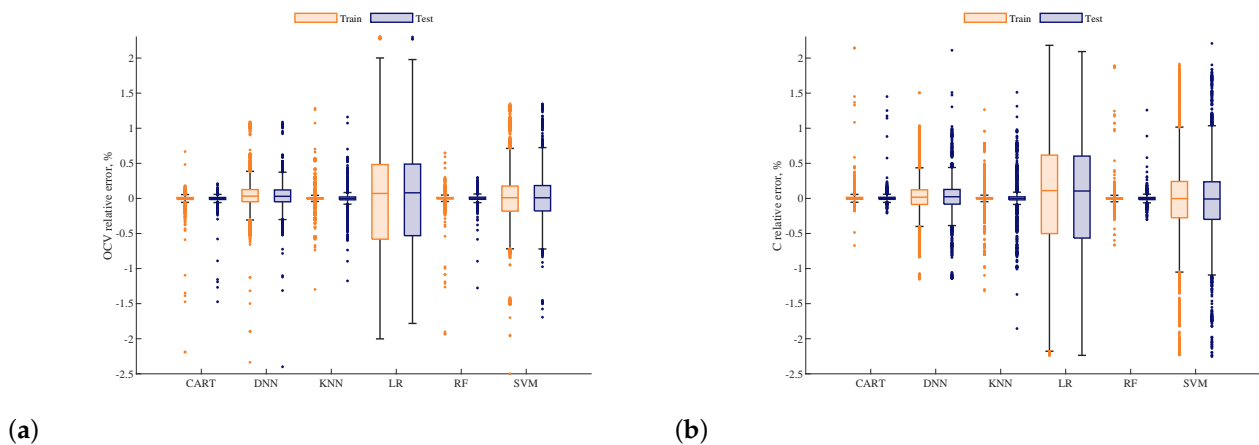 Train Test
2
1.5
1
0.5
0
-0.5
-1
-1.5
-2
-2.5
OCV relative error, %
CART DNN KNN LR RF SVM
(a)
Train Test
2
1.5
1
0.5
0
-0.5
-1
-1.5
-2
-2.5
C relative error, %
CART DNN KNN LR RF SVM
(b)